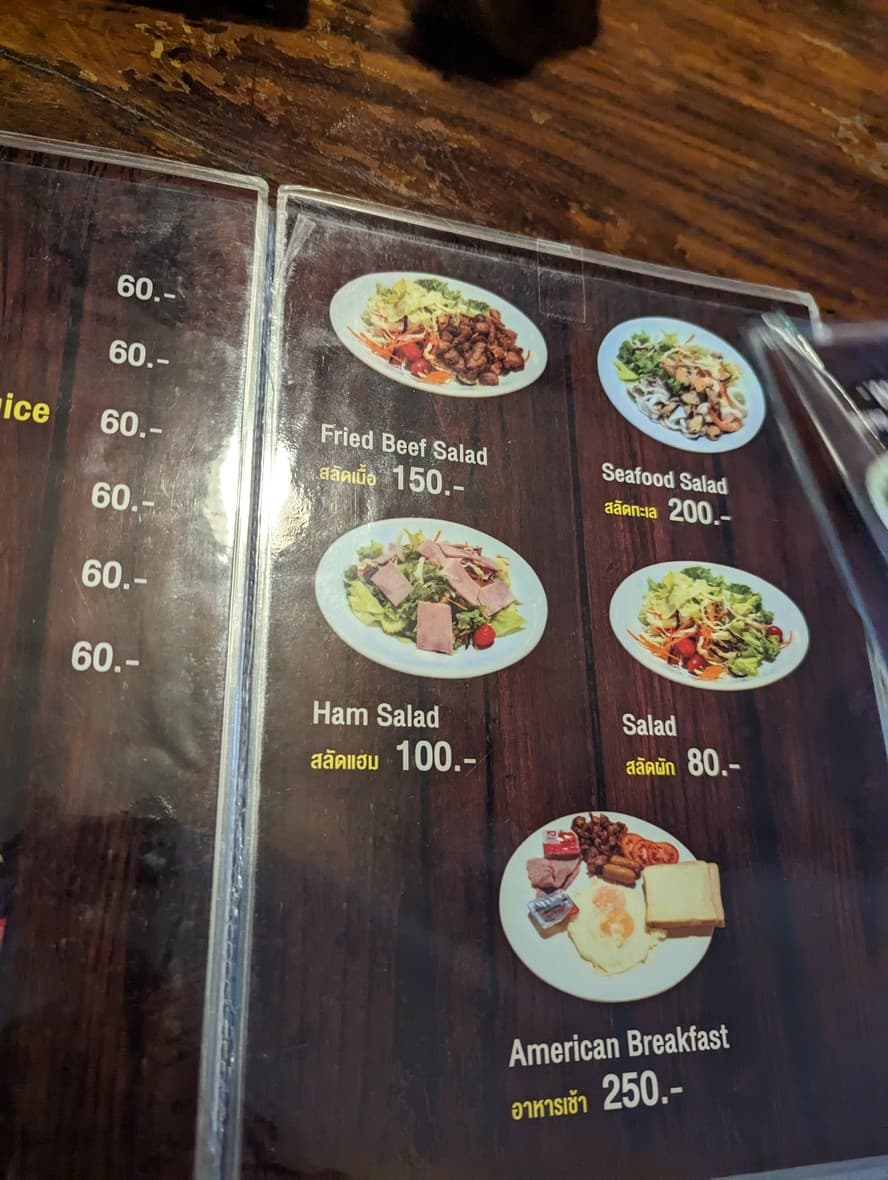 60.-
60.-
60.-
60.-
60.-
60.-
Fried Beef Salad
สลัดเนื้อ 150.-
Seafood Salad
สลัดทะเล 200.-
Ham Salad
สลัดแฮม 100.-
Salad
สลัดผัก 80.-
American Breakfast
อาหารเช้า 250.-